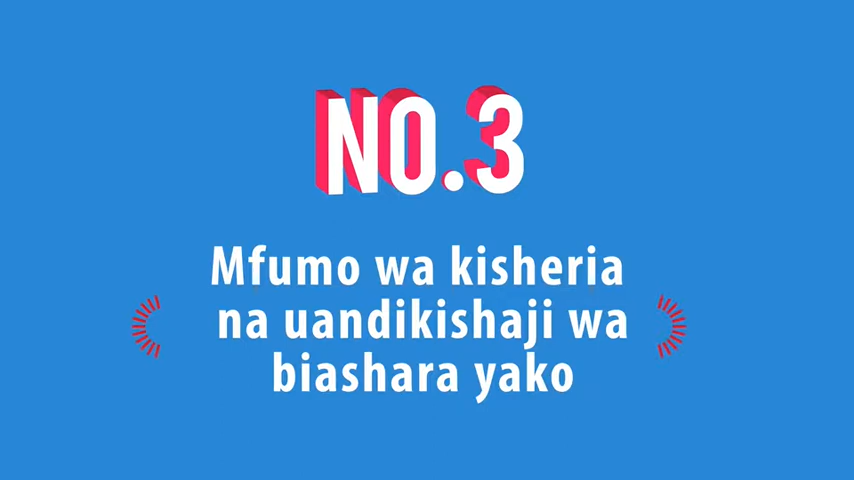 NO.3
Mfumo wa kisheria
na uandikishaji wa
biashara yako